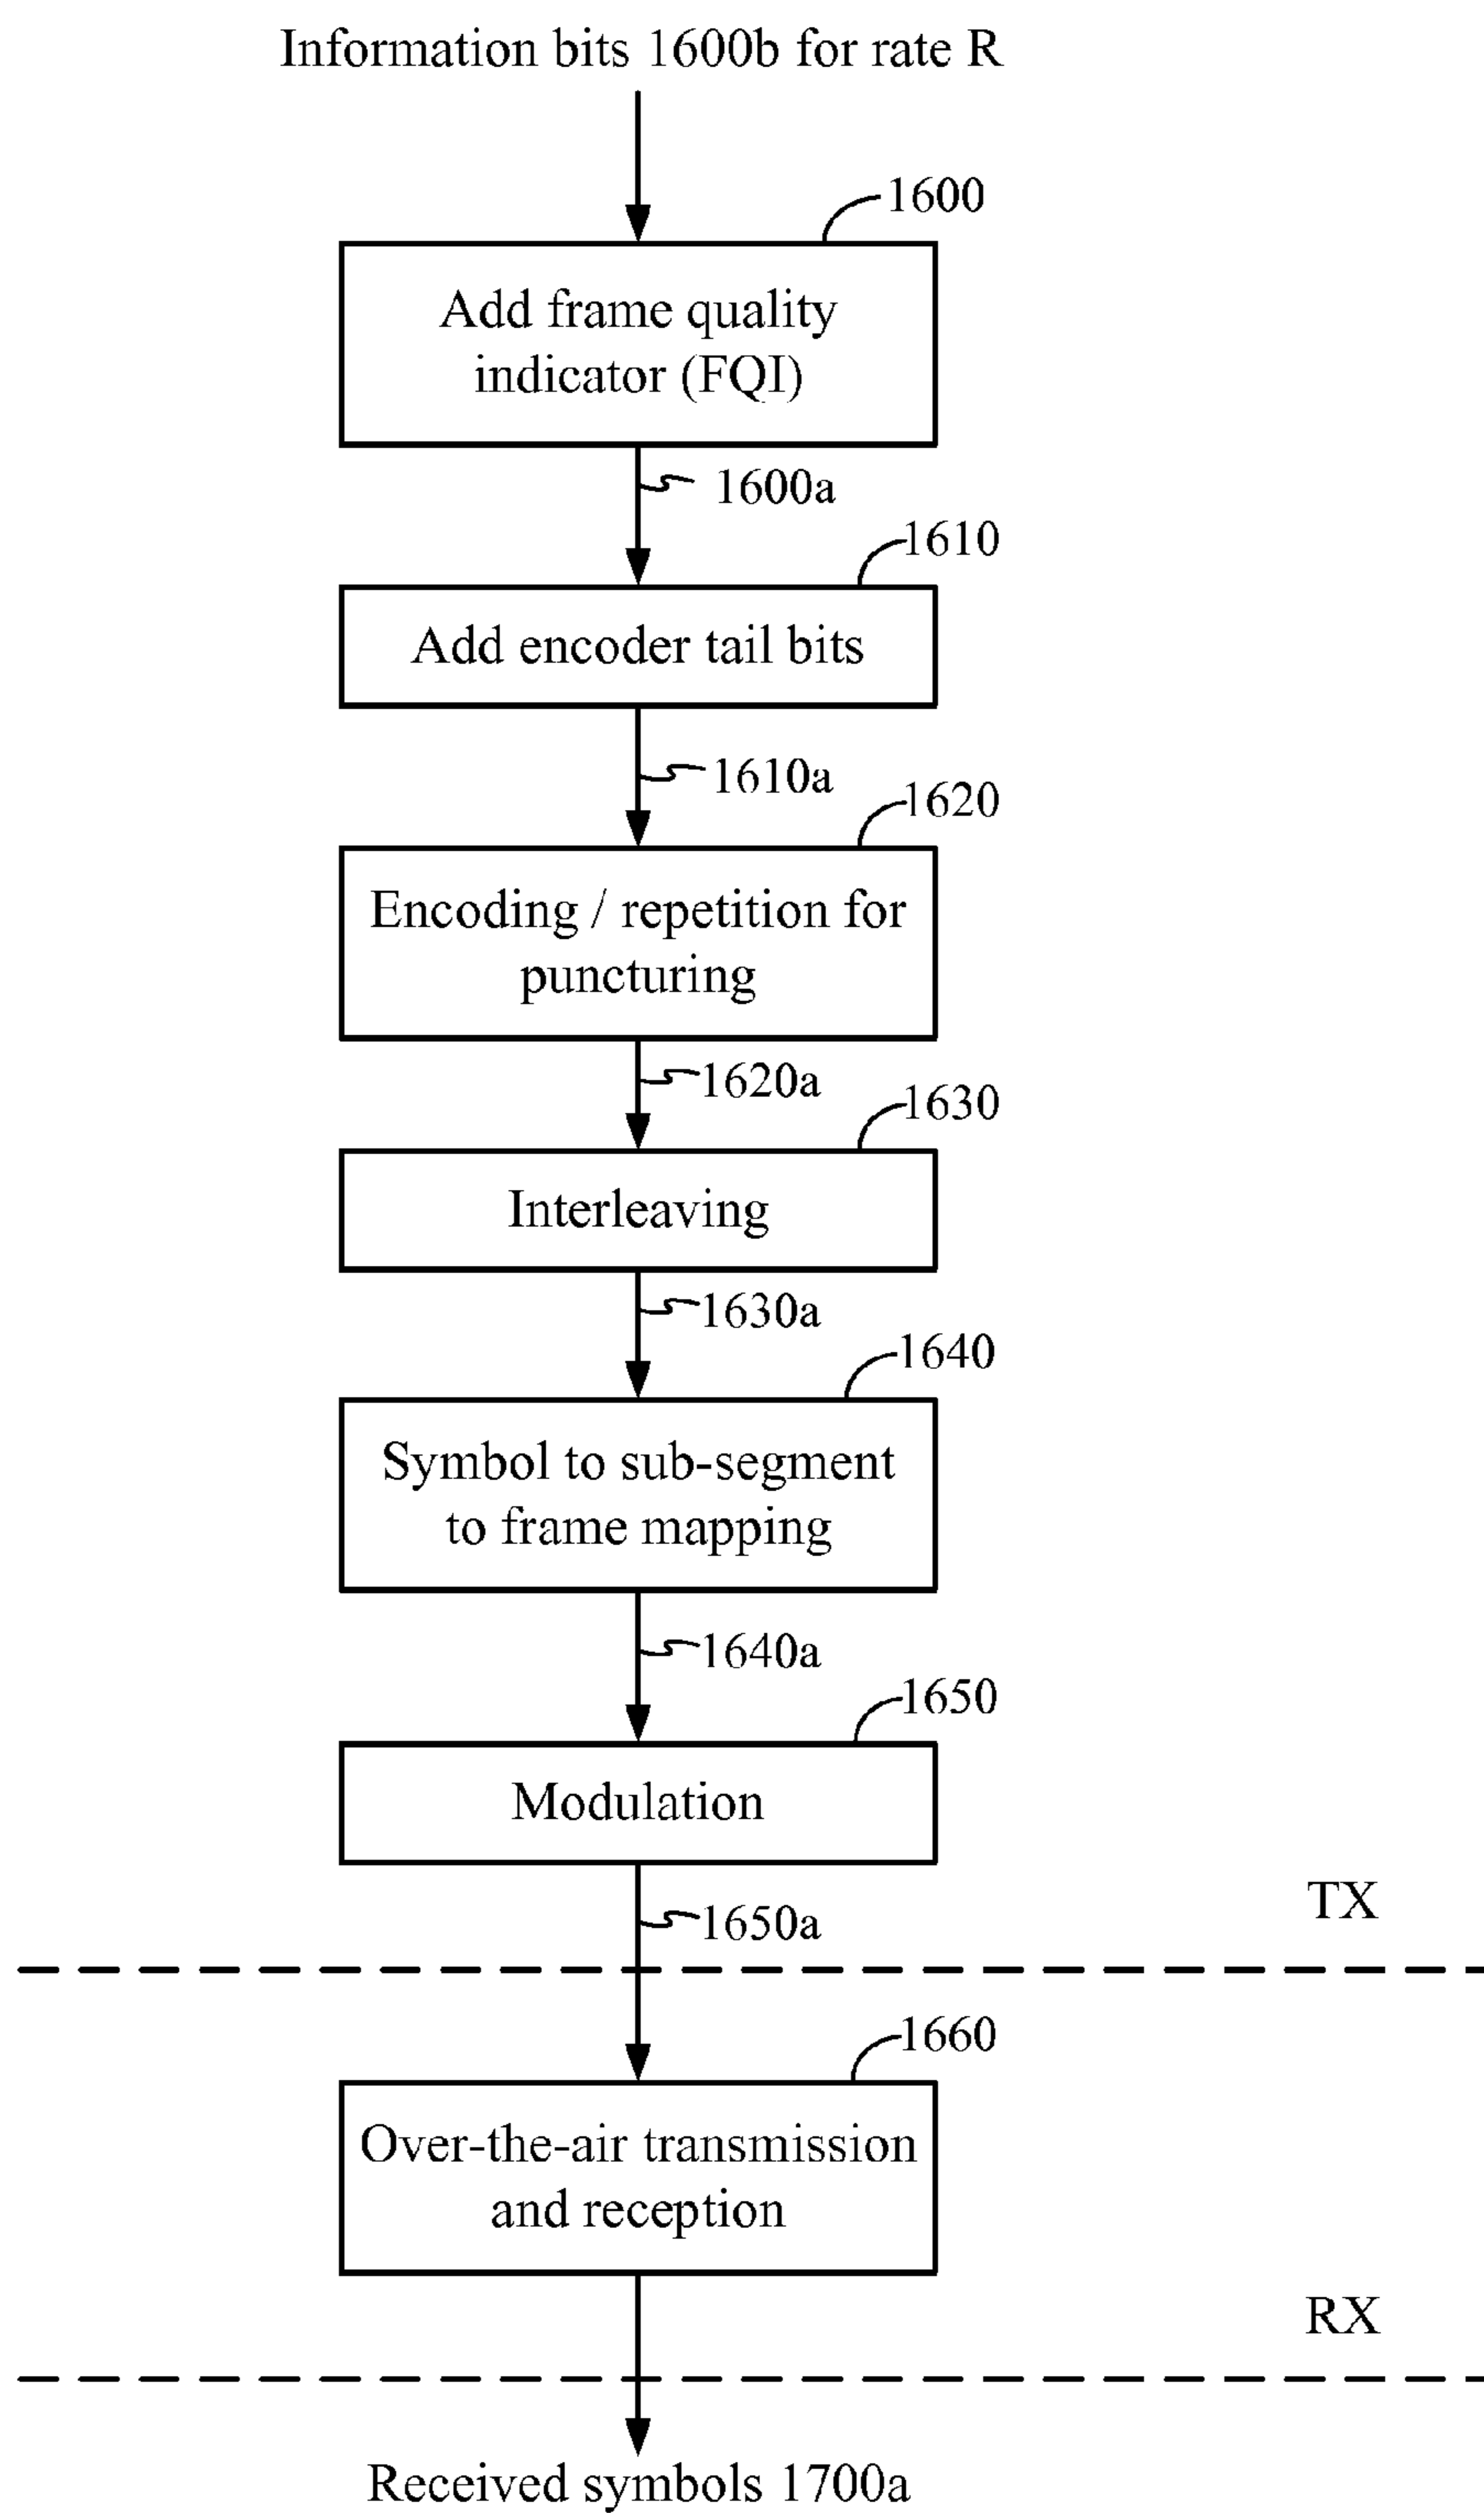 Information bits 1600b for rate R
1600
Add frame quality
indicator (FQI)
1600a
1610
Add encoder tail bits
1610a
1620
Encoding / repetition for
puncturing
1620a
1630
Interleaving
1630a
1640
Symbol to sub-segment
to frame mapping
1640a
1650
Modulation
TX
1650a
1660
Over-the-air transmission
and reception
RX
Received symbols 1700a